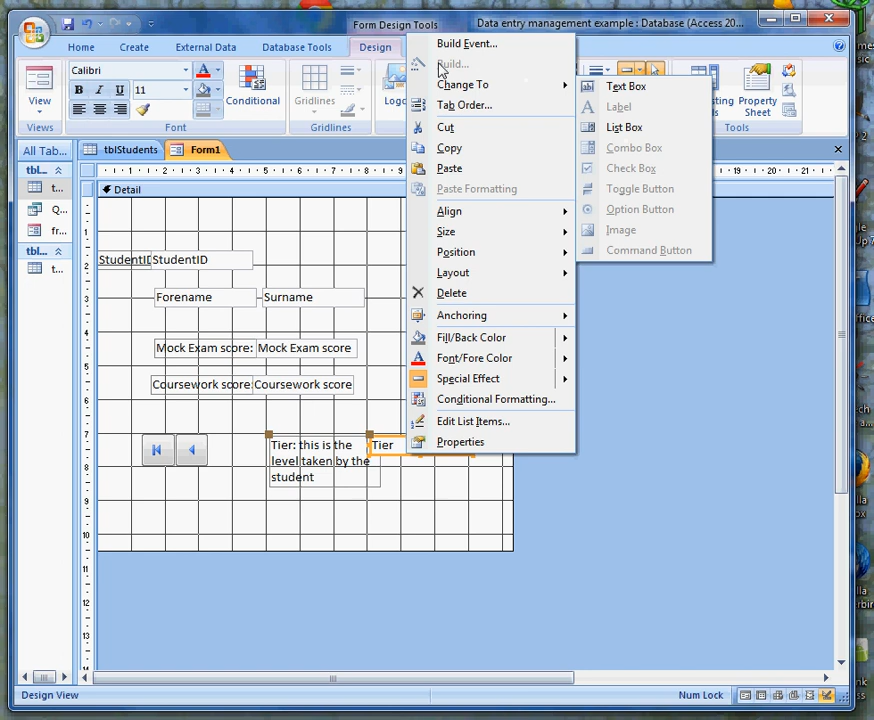 Form Design Tools
Data entry management example : Database (Access 20...
Home
Create
External Data
Database Tools
Design
View
Views
Calibri
A
B I U
11
Conditional
Font
Gridlines
Gridlines
Logo
Property
Sheet
Tools
All Tab...
tblStudents
Form1
tbl...
t...
Q...
fr...
tbl...
t...
Detail
StudentID
Forename
Surname
Mock Exam score:
Mock Exam score
Coursework score:
Coursework score
Tier: this is the
level taken by the
student
Tier
Build Event...
Build...
Change To
Tab Order...
Cut
Copy
Paste
Paste Formatting
Align
Size
Position
Layout
Delete
Anchoring
Fill/Back Color
Font/Fore Color
Special Effect
Conditional Formatting...
Edit List Items...
Properties
Text Box
Label
List Box
Combo Box
Check Box
Toggle Button
Option Button
Image
Command Button
Design View
Num Lock